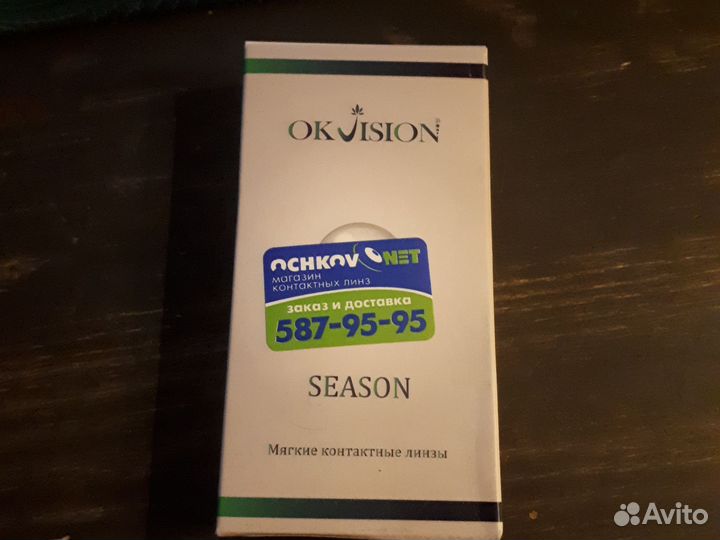 OKVISION
OCHKOV NET
магазин
контактных линз
заказ и доставка
587-95-95
SEASON
Мягкие контактные линзы
Avito